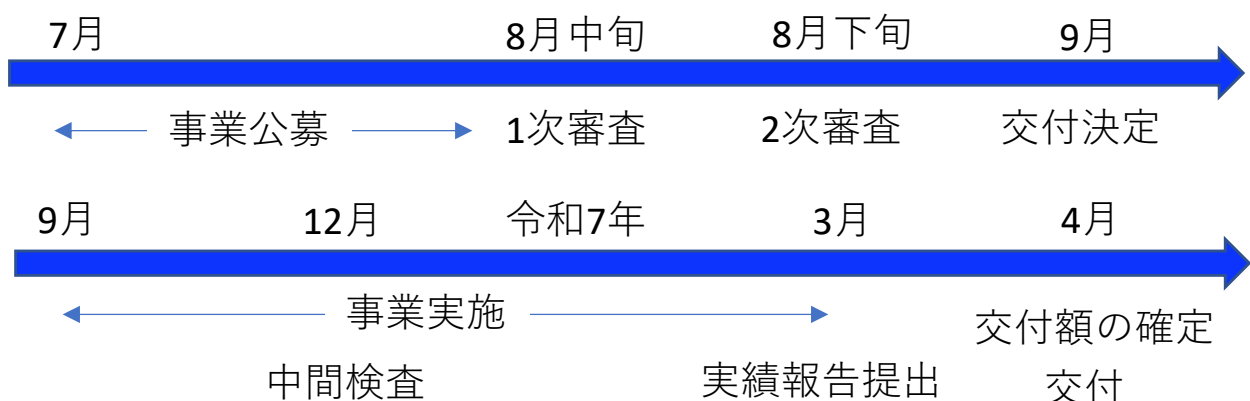 7月 8月中旬 8月下旬 9月
事業公募 1次審査 2次審査 交付決定
9月 12月 令和7年 3月 4月
事業実施
交付額の確定
中間検査 実績報告提出 交付